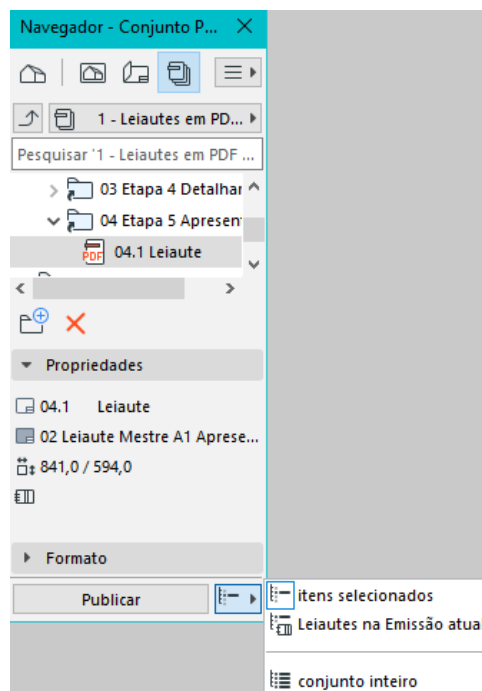 Navegador - Conjunto P...
1 - Leiautes em PD...
Pesquisar '1 - Leiautes em PDF ...
03 Etapa 4 Detalhar
04 Etapa 5 Apresen
PDF 04.1 Leiaute
Propriedades
04.1 Leiaute
02 Leiaute Mestre A1 Aprese...
841,0 / 594,0
Formato
Publicar
itens selecionados
Leiautes na Emissão atual
conjunto inteiro